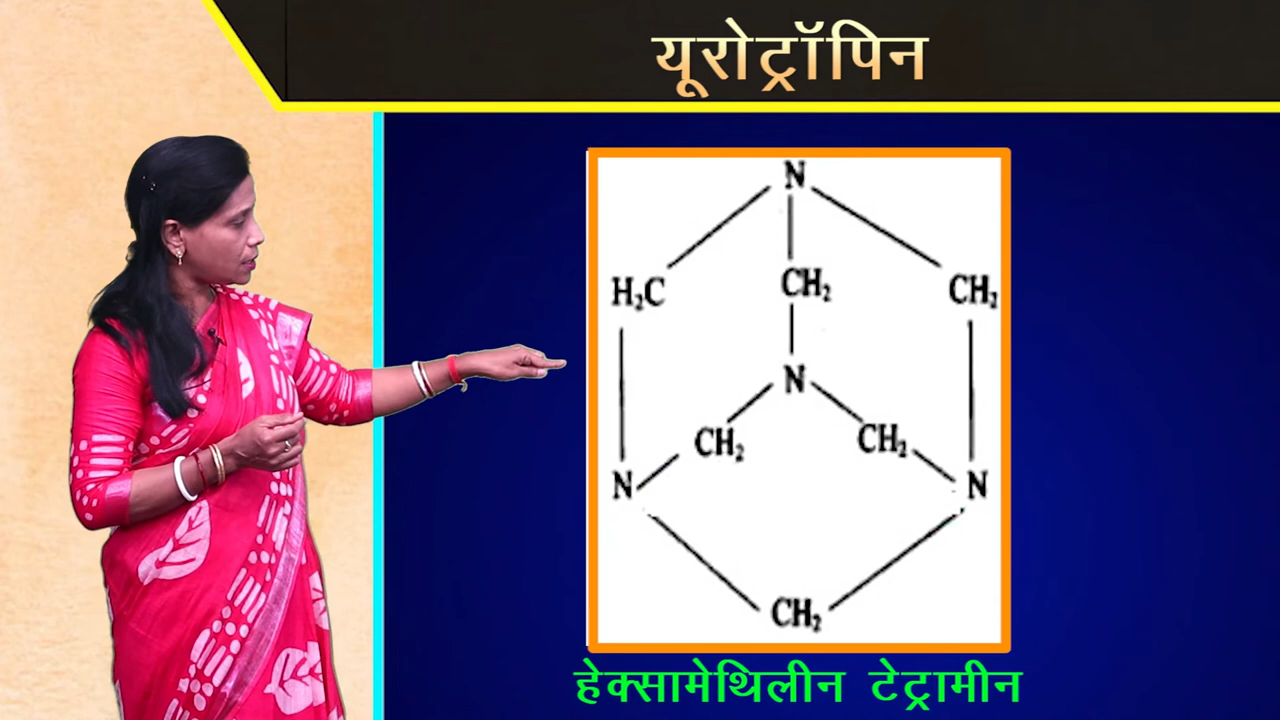 यूरोट्रॉपिन
N
H₂C CH₂ CH₂
N
CH₂ CH₂
N N
CH₂
हेक्सामेथिलीन टेट्रामीन